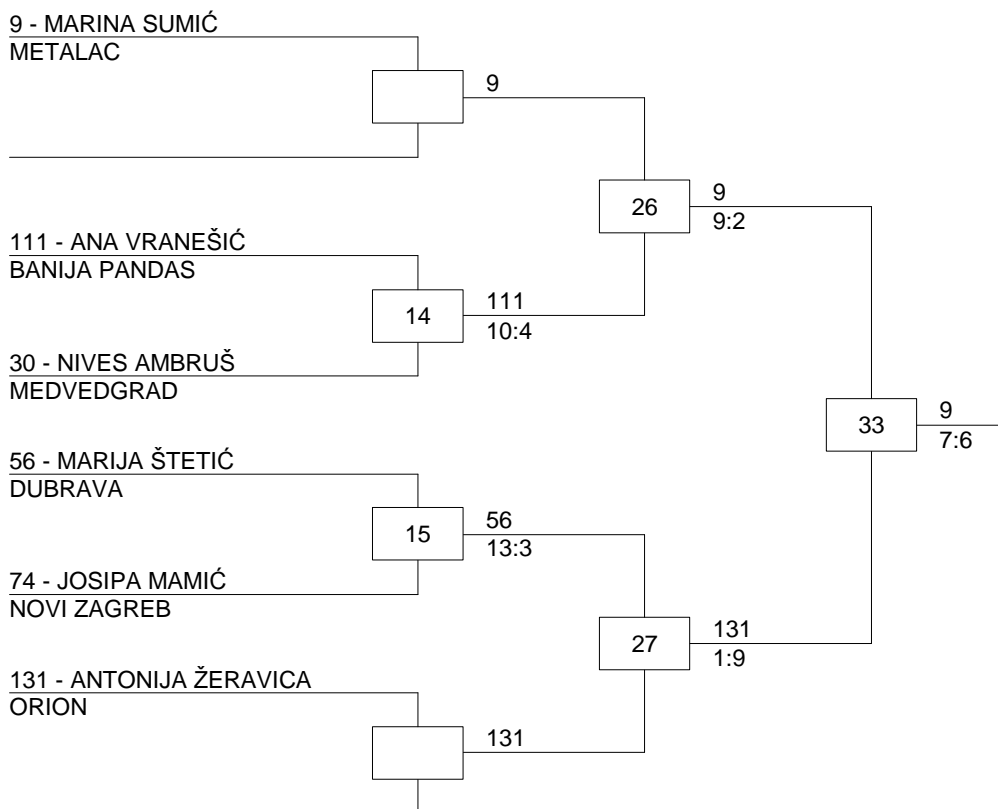 9 - MARINA SUMIĆ
METALAC
9
26
9
9:2
111 - ANA VRANEŠIĆ
BANIJA PANDAS
14
111
10:4
30 - NIVES AMBRUŠ
MEDVEDGRAD
33
9
7:6
56 - MARIJA ŠTETIĆ
DUBRAVA
15
56
13:3
74 - JOSIPA MAMIĆ
NOVI ZAGREB
27
131
1:9
131 - ANTONIJA ŽERAVICA
ORION
131